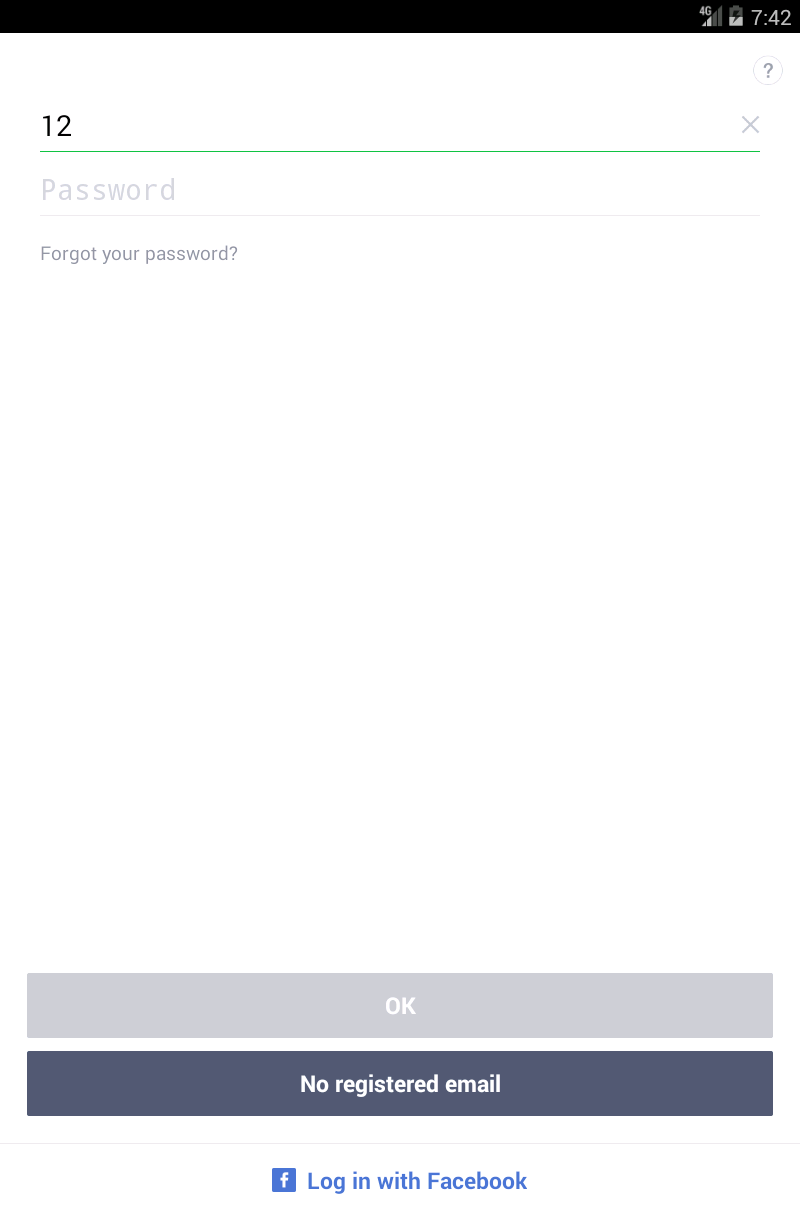 4G 7:42
?
12
Password
Forgot your password?
OK
No registered email
f Log in with Facebook